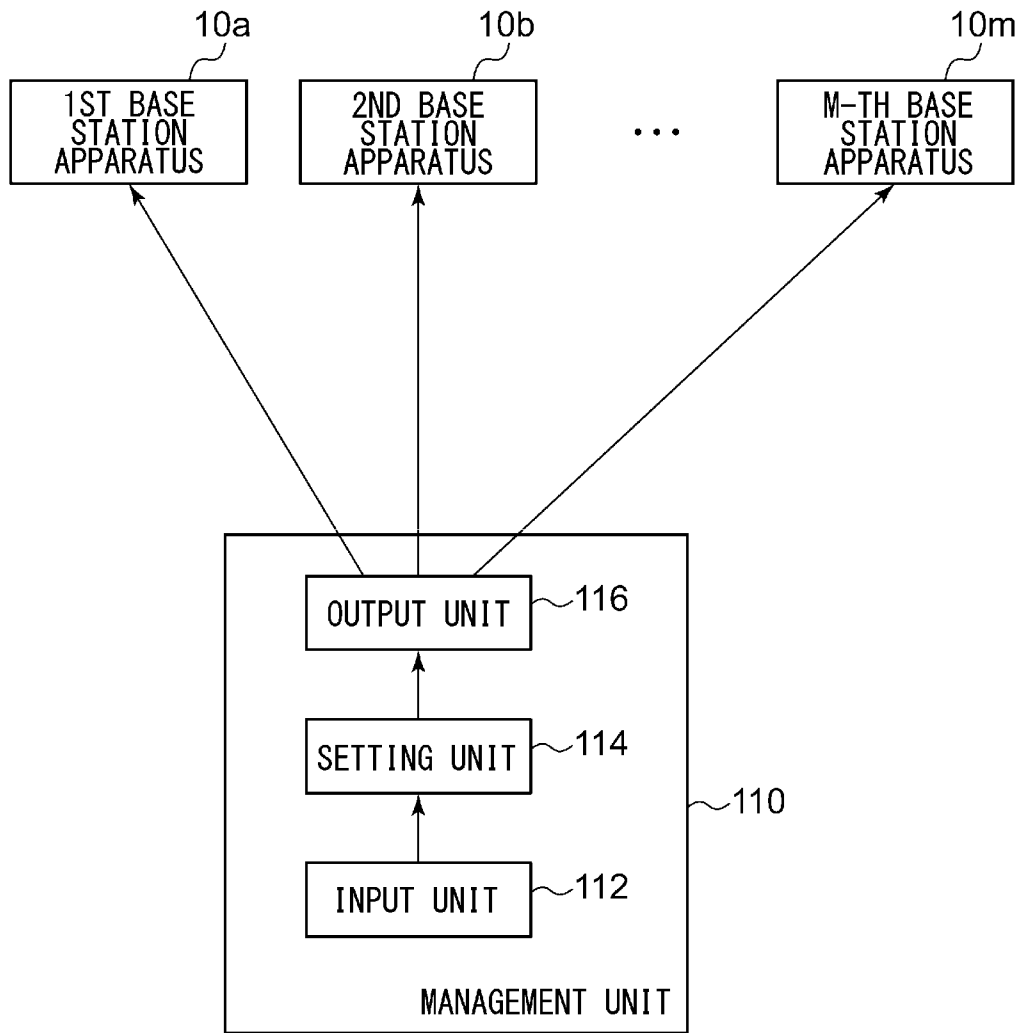 10a
10b
10m
1ST BASE
STATION
APPARATUS
2ND BASE
STATION
APPARATUS
...
M-TH BASE
STATION
APPARATUS
OUTPUT UNIT
116
SETTING UNIT
114
110
INPUT UNIT
112
MANAGEMENT UNIT